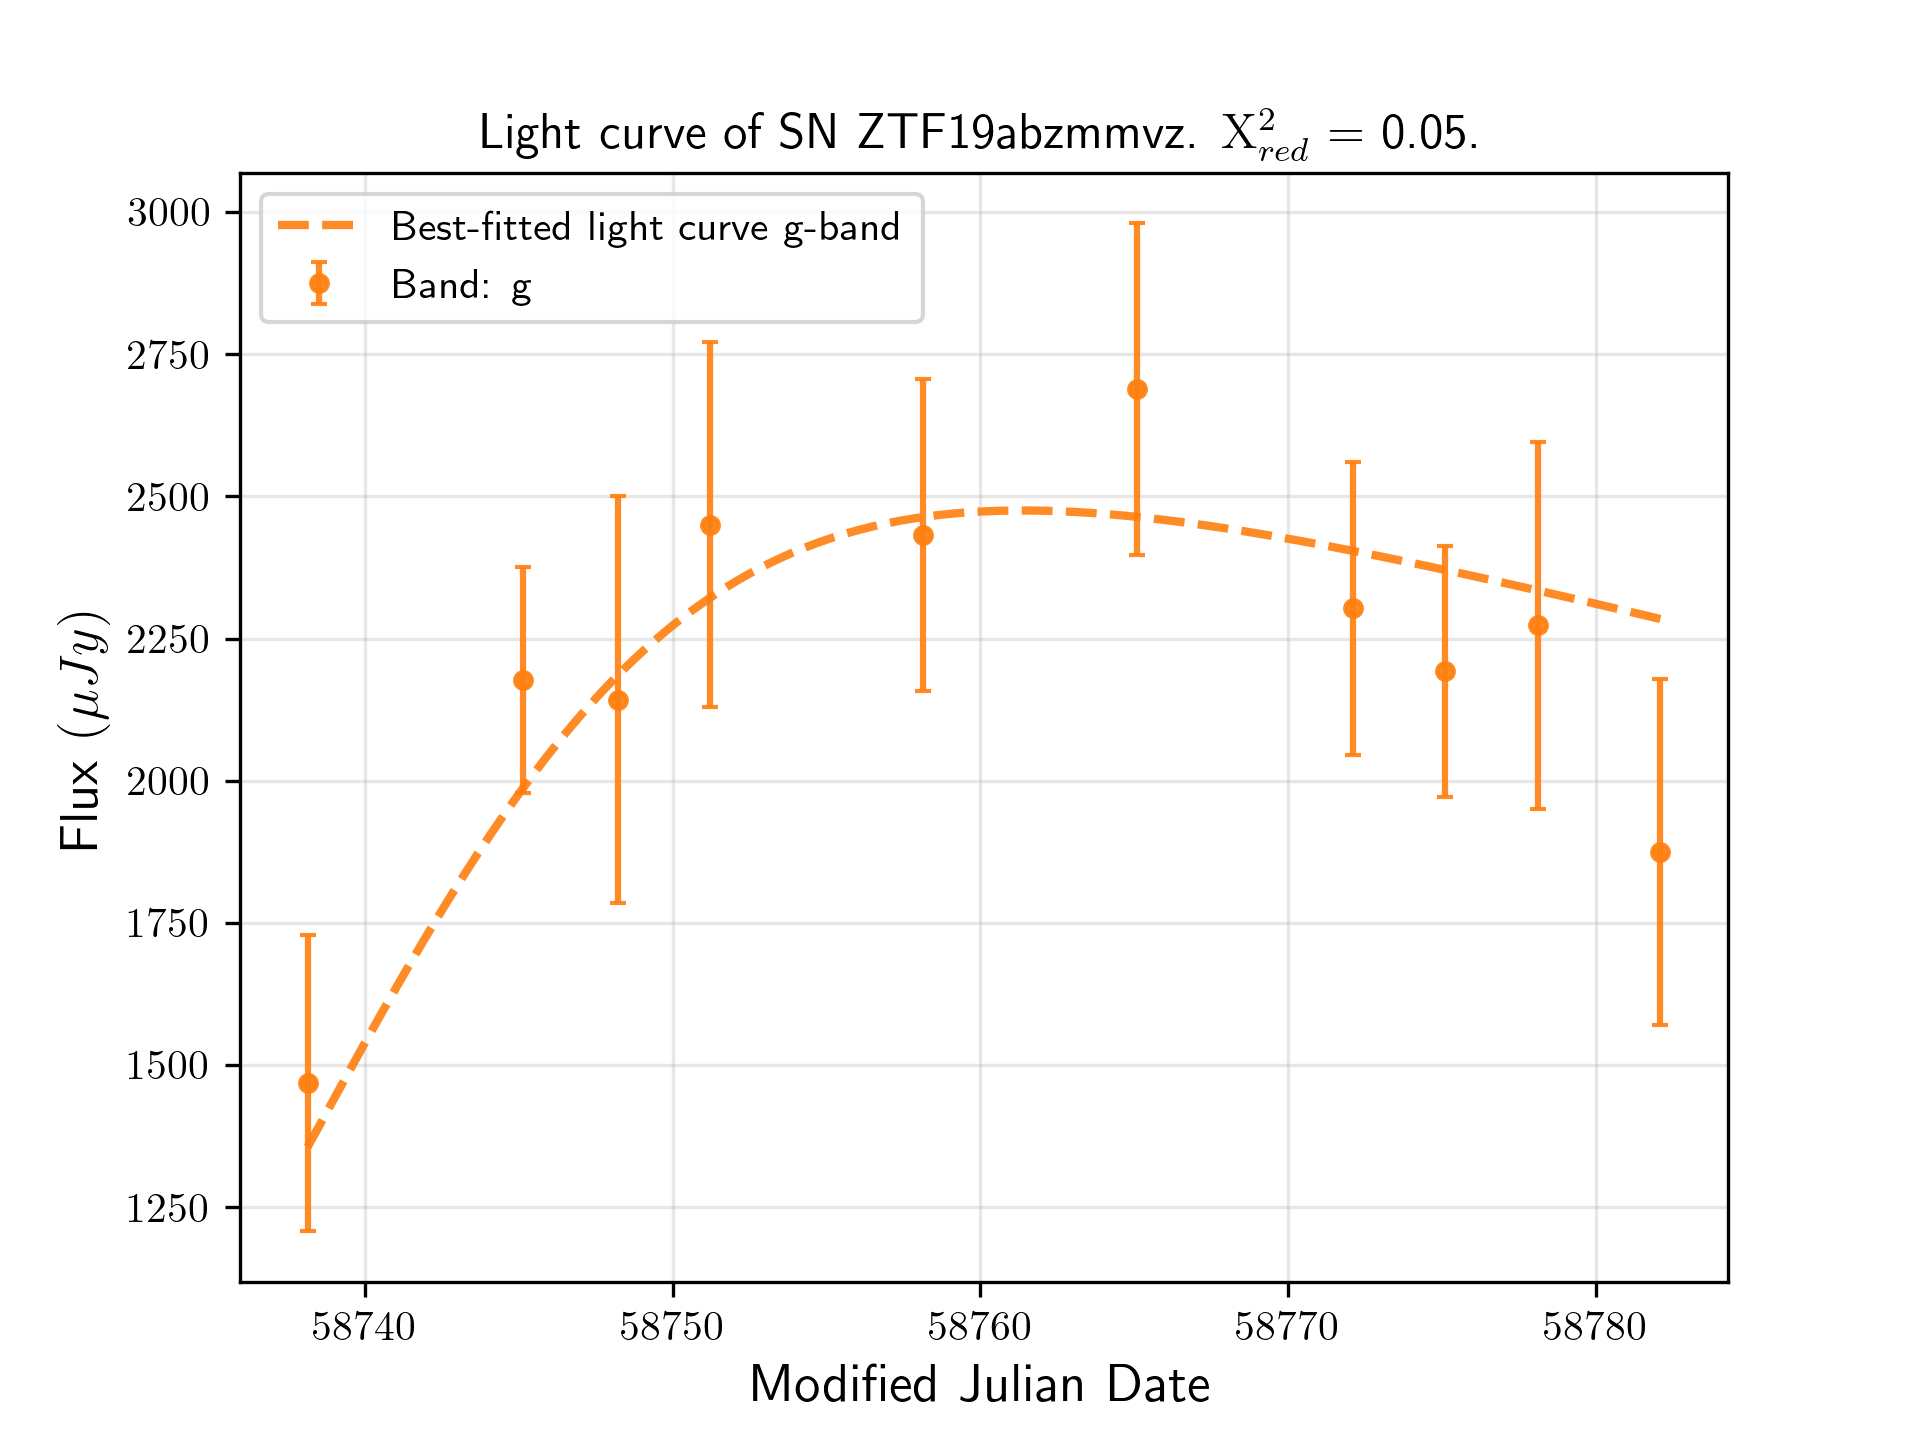 Light curve of SN ZTF19abzmmvz. X²_red = 0.05.
Best-fitted light curve g-band
Band: g
3000
2750
2500
2250
2000
1750
1500
1250
Flux (μJy)
58740 58750 58760 58770 58780
Modified Julian Date